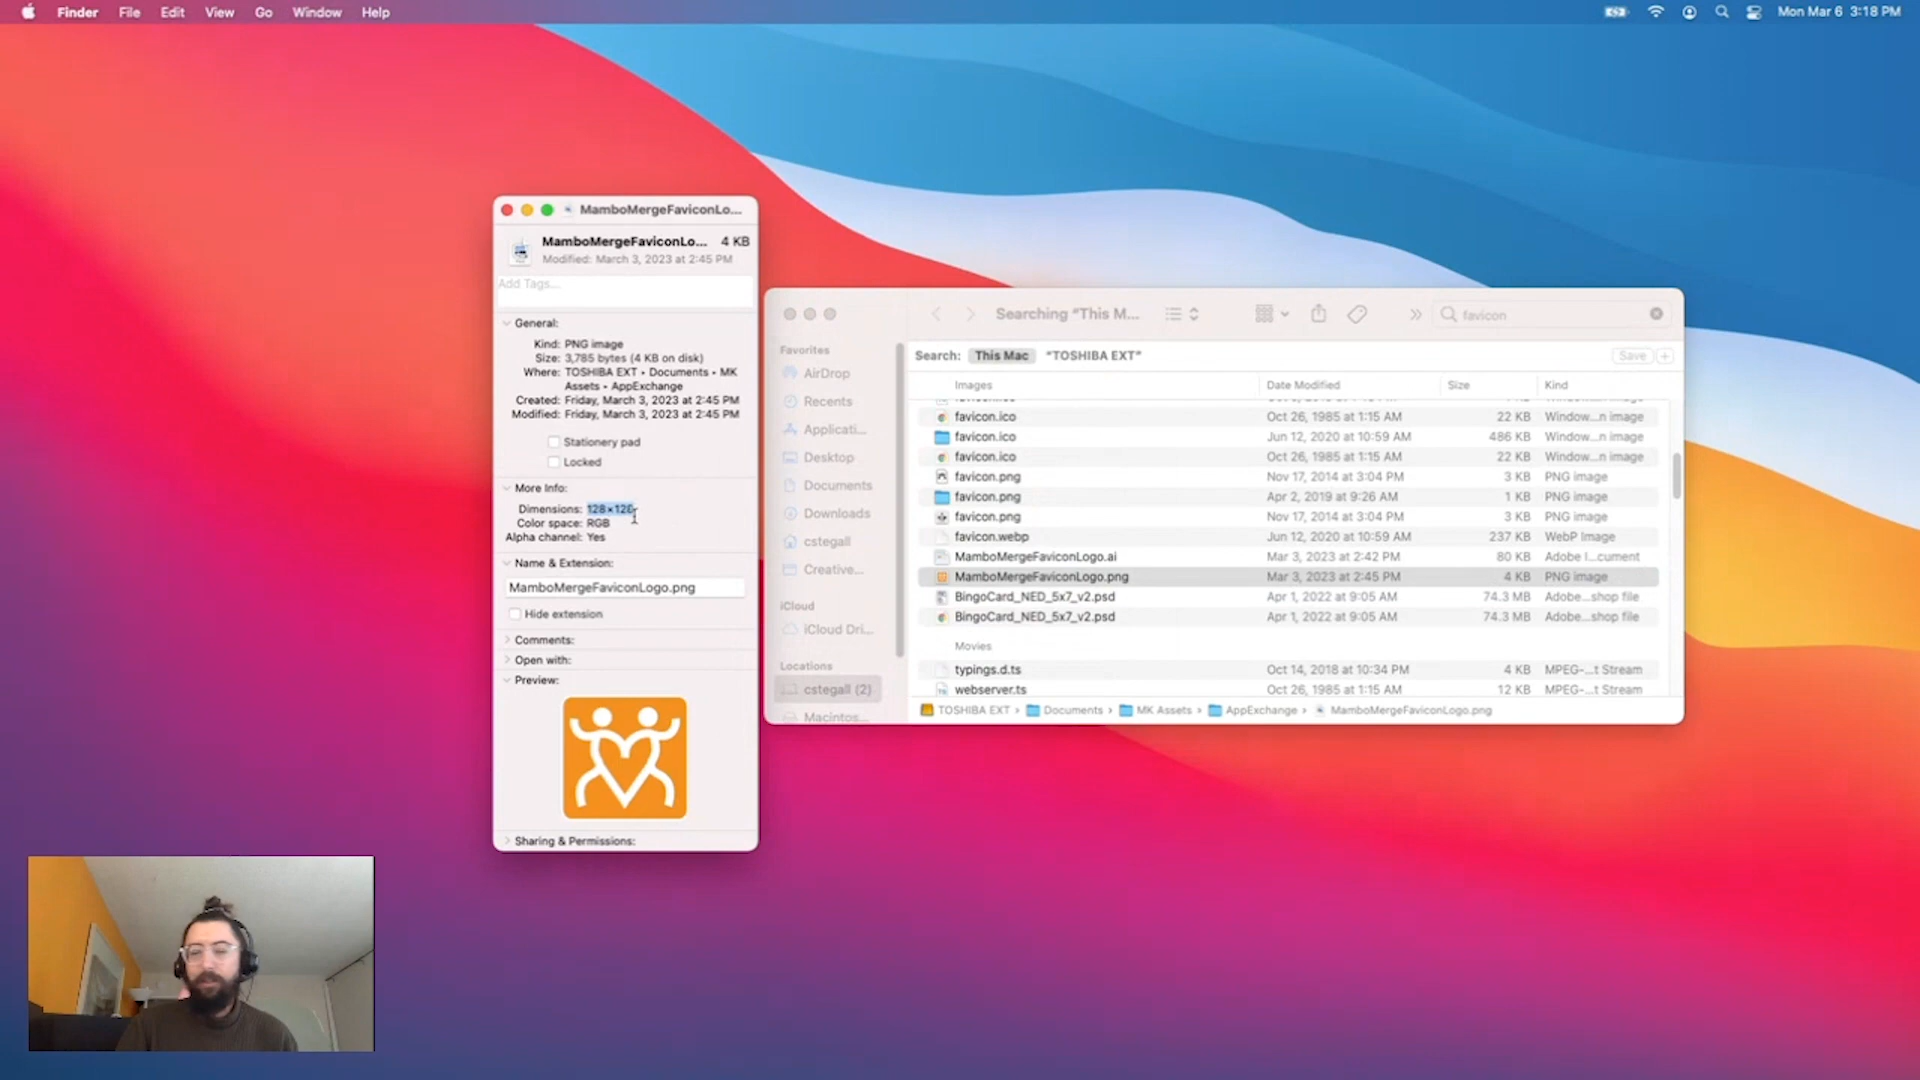 Finder File Edit View Go Window Help
Mon Mar 6 3:18 PM
MamboMergeFaviconLo...
MamboMergeFaviconLo... 4 KB
Modified: March 3, 2023 at 2:45 PM
Add Tags...
General:
Kind: PNG image
Size: 3,785 bytes (4 KB on disk)
Where: TOSHIBA EXT • Documents • MK
Assets • AppExchange
Created: Friday, March 3, 2023 at 2:45 PM
Modified: Friday, March 3, 2023 at 2:45 PM
Stationery pad
Locked
More Info:
Dimensions: 128×128
Color space: RGB
Alpha channel: Yes
Name & Extension:
MamboMergeFaviconLogo.png
Hide extension
Comments:
Open with:
Preview:
Sharing & Permissions:
Searching “This M...
favicon
Search: This Mac “TOSHIBA EXT” Save +
Favorites
AirDrop
Recents
Applicati...
Desktop
Documents
Downloads
cstegall
Creative...
iCloud
iCloud Dri...
Locations
cstegall (2)
Macintos...
Images Date Modified Size Kind
favicon.ico Oct 26, 1985 at 1:15 AM 22 KB Window...n image
favicon.ico Jun 12, 2020 at 10:59 AM 486 KB Window...n image
favicon.ico Oct 26, 1985 at 1:15 AM 22 KB Window...n image
favicon.png Nov 17, 2014 at 3:04 PM 3 KB PNG image
favicon.png Apr 2, 2019 at 9:26 AM 1 KB PNG image
favicon.png Nov 17, 2014 at 3:04 PM 3 KB PNG image
favicon.webp Jun 12, 2020 at 10:59 AM 237 KB WebP Image
MamboMergeFaviconLogo.ai Mar 3, 2023 at 2:42 PM 80 KB Adobe I...cument
MamboMergeFaviconLogo.png Mar 3, 2023 at 2:45 PM 4 KB PNG image
BingoCard_NED_5x7_v2.psd Apr 1, 2022 at 9:05 AM 74.3 MB Adobe...shop file
BingoCard_NED_5x7_v2.psd Apr 1, 2022 at 9:05 AM 74.3 MB Adobe...shop file
Movies
typings.d.ts Oct 14, 2018 at 10:34 PM 4 KB MPEG-...t Stream
webserver.ts Oct 26, 1985 at 1:15 AM 12 KB MPEG-...t Stream
TOSHIBA EXT › Documents › MK Assets › AppExchange › MamboMergeFaviconLogo.png